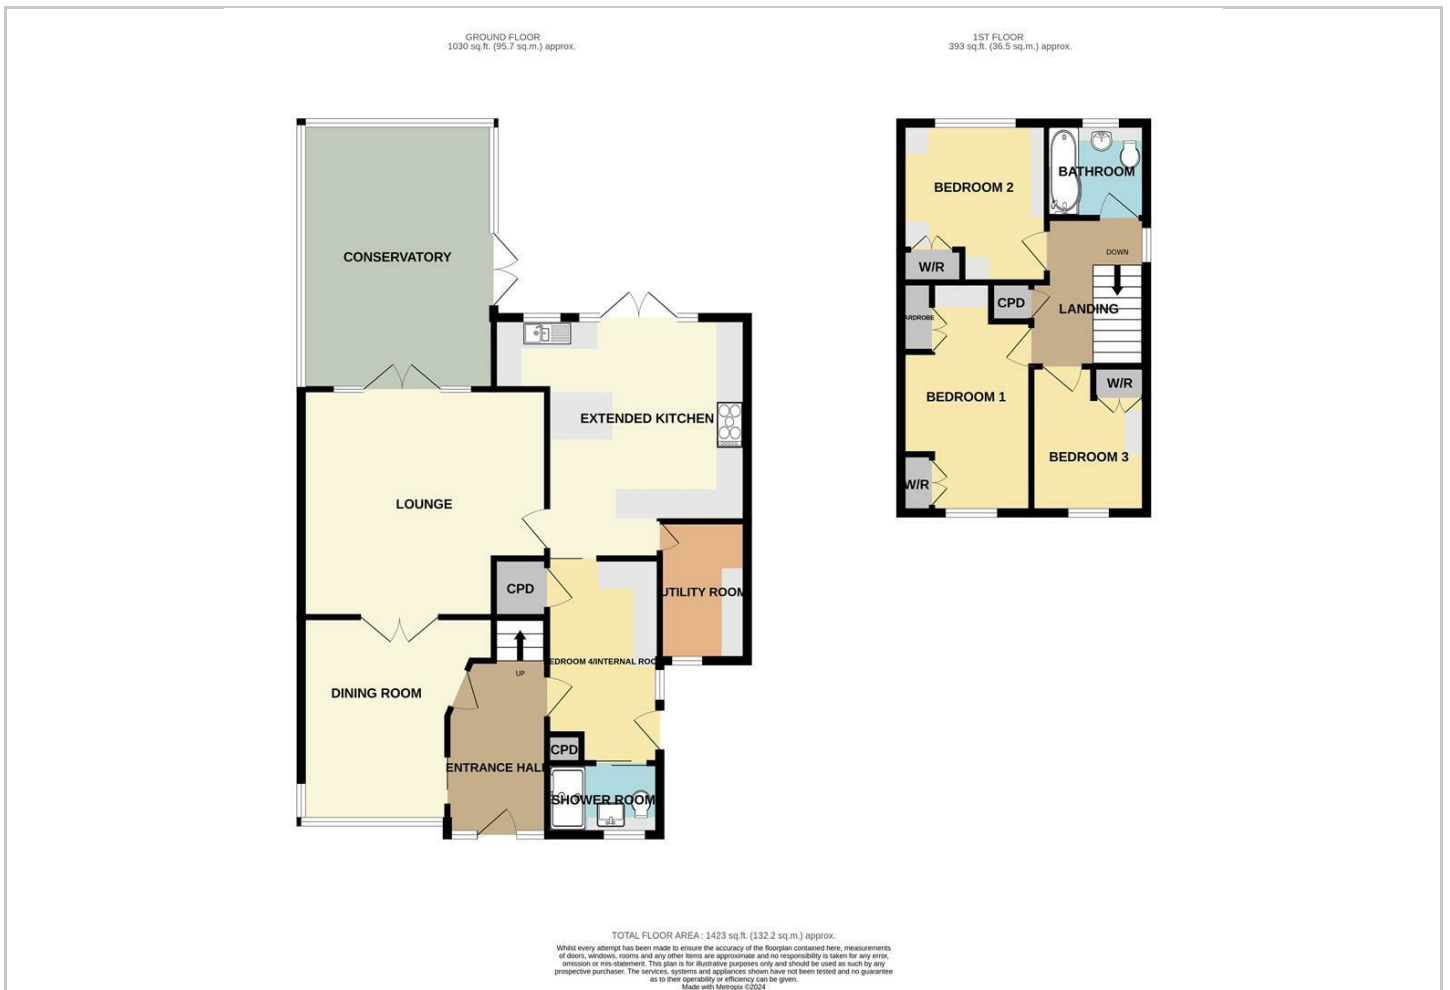 GROUND FLOOR
1030 sq.ft. (95.7 sq.m.) approx.
1ST FLOOR
393 sq.ft. (36.5 sq.m.) approx.
CONSERVATORY
EXTENDED KITCHEN
LOUNGE
CPD
UTILITY ROOM
EDROOM 4/INTERNAL ROO
UP
DINING ROOM
CPD
ENTRANCE HALL
SHOWER ROOM
BEDROOM 2
BATHROOM
DOWN
W/R
CPD
LANDING
ARDROBE
W/R
BEDROOM 1
BEDROOM 3
W/R
TOTAL FLOOR AREA : 1423 sq.ft. (132.2 sq.m.) approx.
Whilst every attempt has been made to ensure the accuracy of the floorplan contained here, measurements
of doors, windows, rooms and any other items are approximate and no responsibility is taken for any error,
omission or mis-statement. This plan is for illustrative purposes only and should be used as such by any
prospective purchaser. The services, systems and appliances shown have not been tested and no guarantee
as to their operability or efficiency can be given.
Made with Metropix ©2024